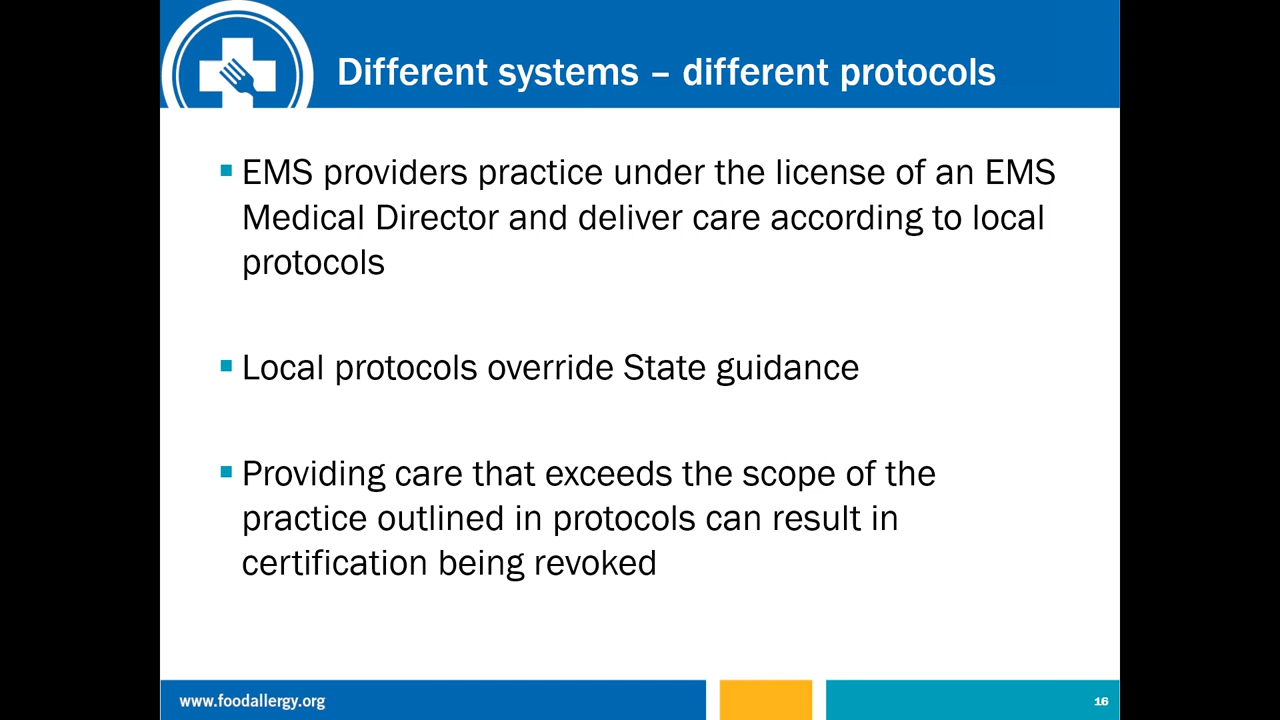 Different systems – different protocols
▪ EMS providers practice under the license of an EMS
Medical Director and deliver care according to local
protocols
▪ Local protocols override State guidance
▪ Providing care that exceeds the scope of the
practice outlined in protocols can result in
certification being revoked
www.foodallergy.org
16